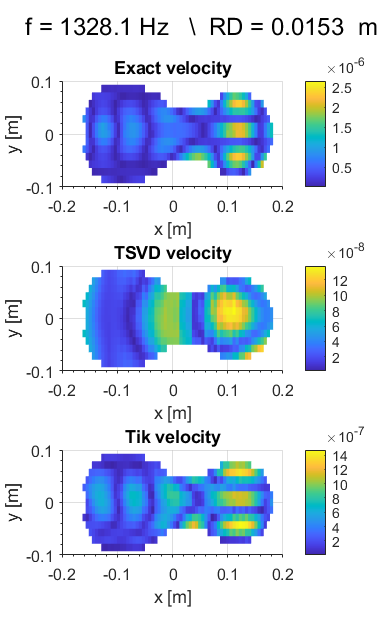 f = 1328.1 Hz \ RD = 0.0153 m
Exact velocity
×10-6
0.1
0
-0.1
y [m]
-0.2 -0.1 0 0.1 0.2
x [m]
2.5
2
1.5
1
0.5
TSVD velocity
×10-8
0.1
0
-0.1
y [m]
-0.2 -0.1 0 0.1 0.2
x [m]
12
10
8
6
4
2
Tik velocity
×10-7
0.1
0
-0.1
y [m]
-0.2 -0.1 0 0.1 0.2
x [m]
14
12
10
8
6
4
2